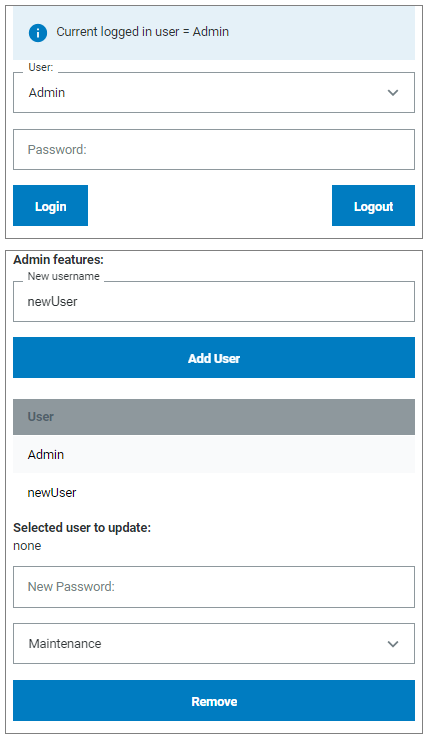 Current logged in user = Admin
User:
Admin
Password:
Login
Logout
Admin features:
New username
newUser
Add User
User
Admin
newUser
Selected user to update:
none
New Password:
Maintenance
Remove